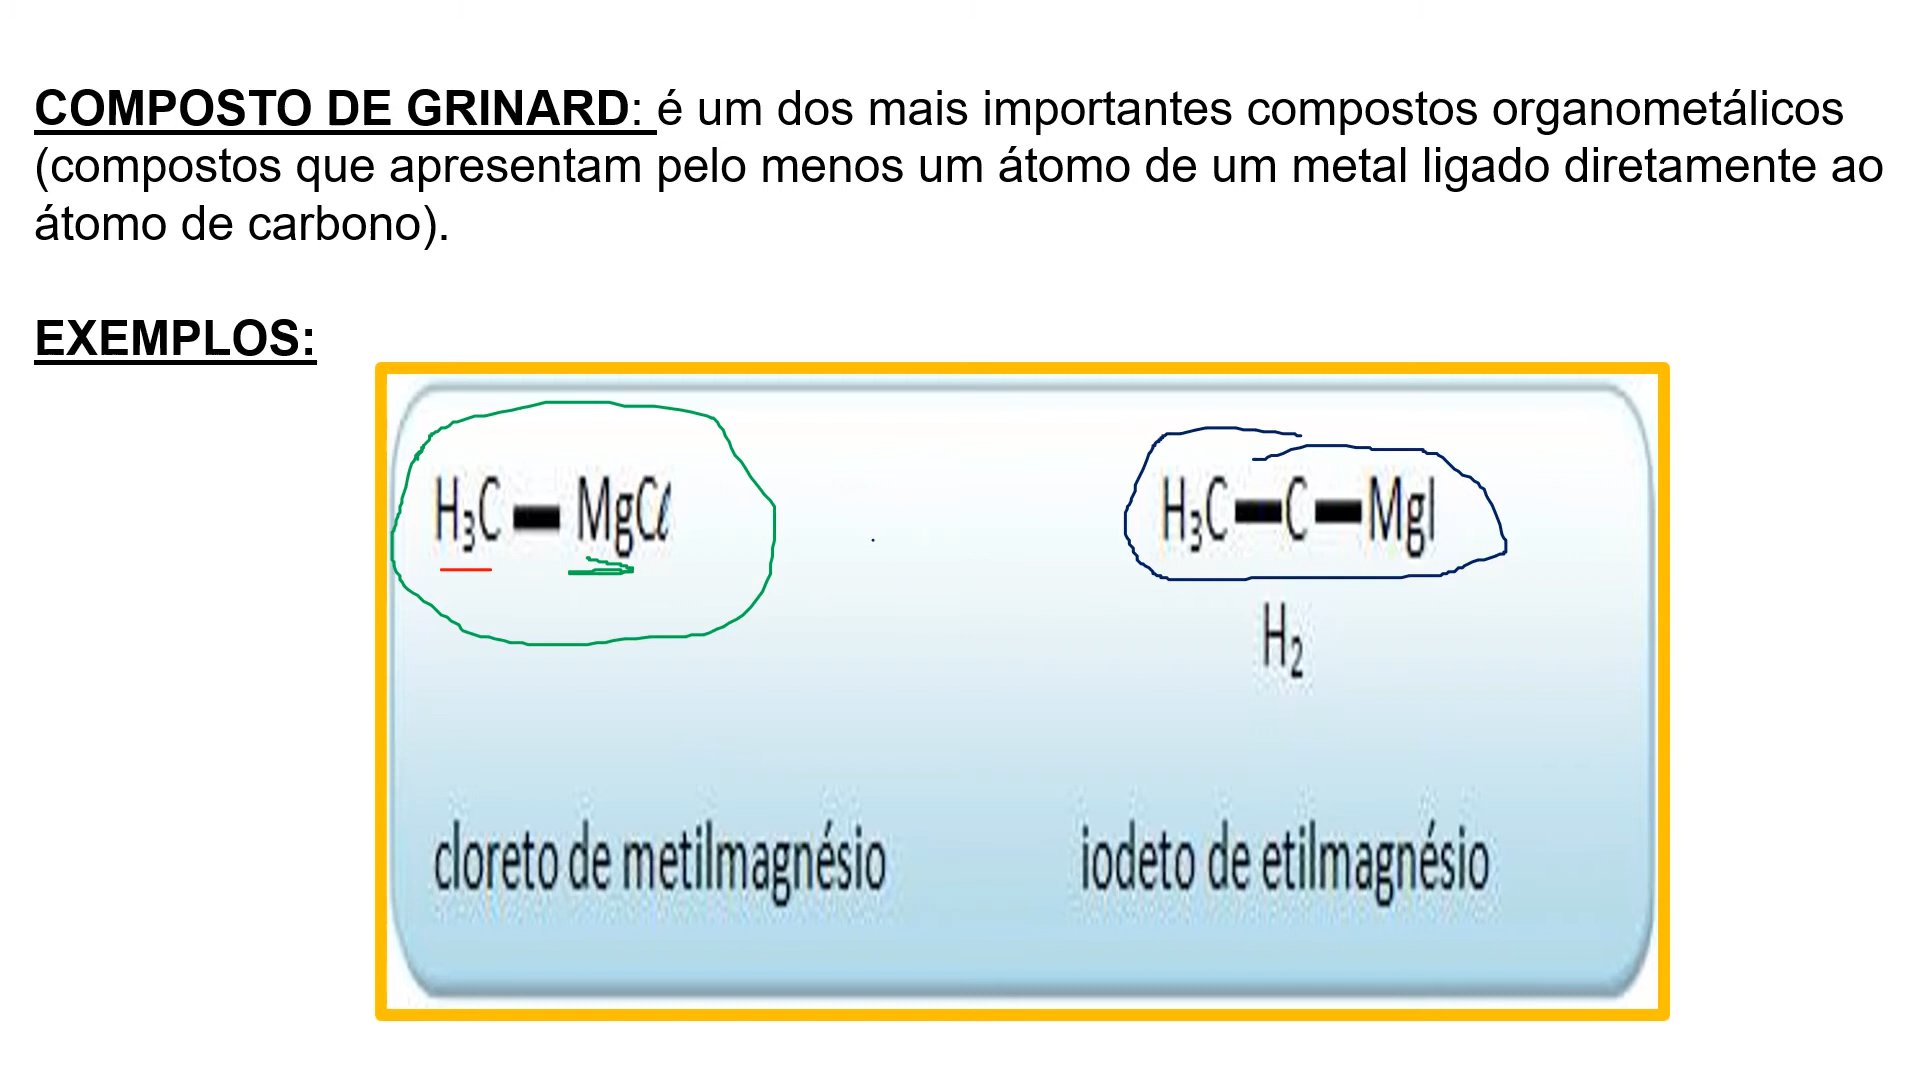 COMPOSTO DE GRINARD: é um dos mais importantes compostos organometálicos
(compostos que apresentam pelo menos um átomo de um metal ligado diretamente ao
átomo de carbono).
EXEMPLOS:
H₃C — MgCℓ
H₃C—C—MgI
H₂
cloreto de metilmagnésio
iodeto de etilmagnésio